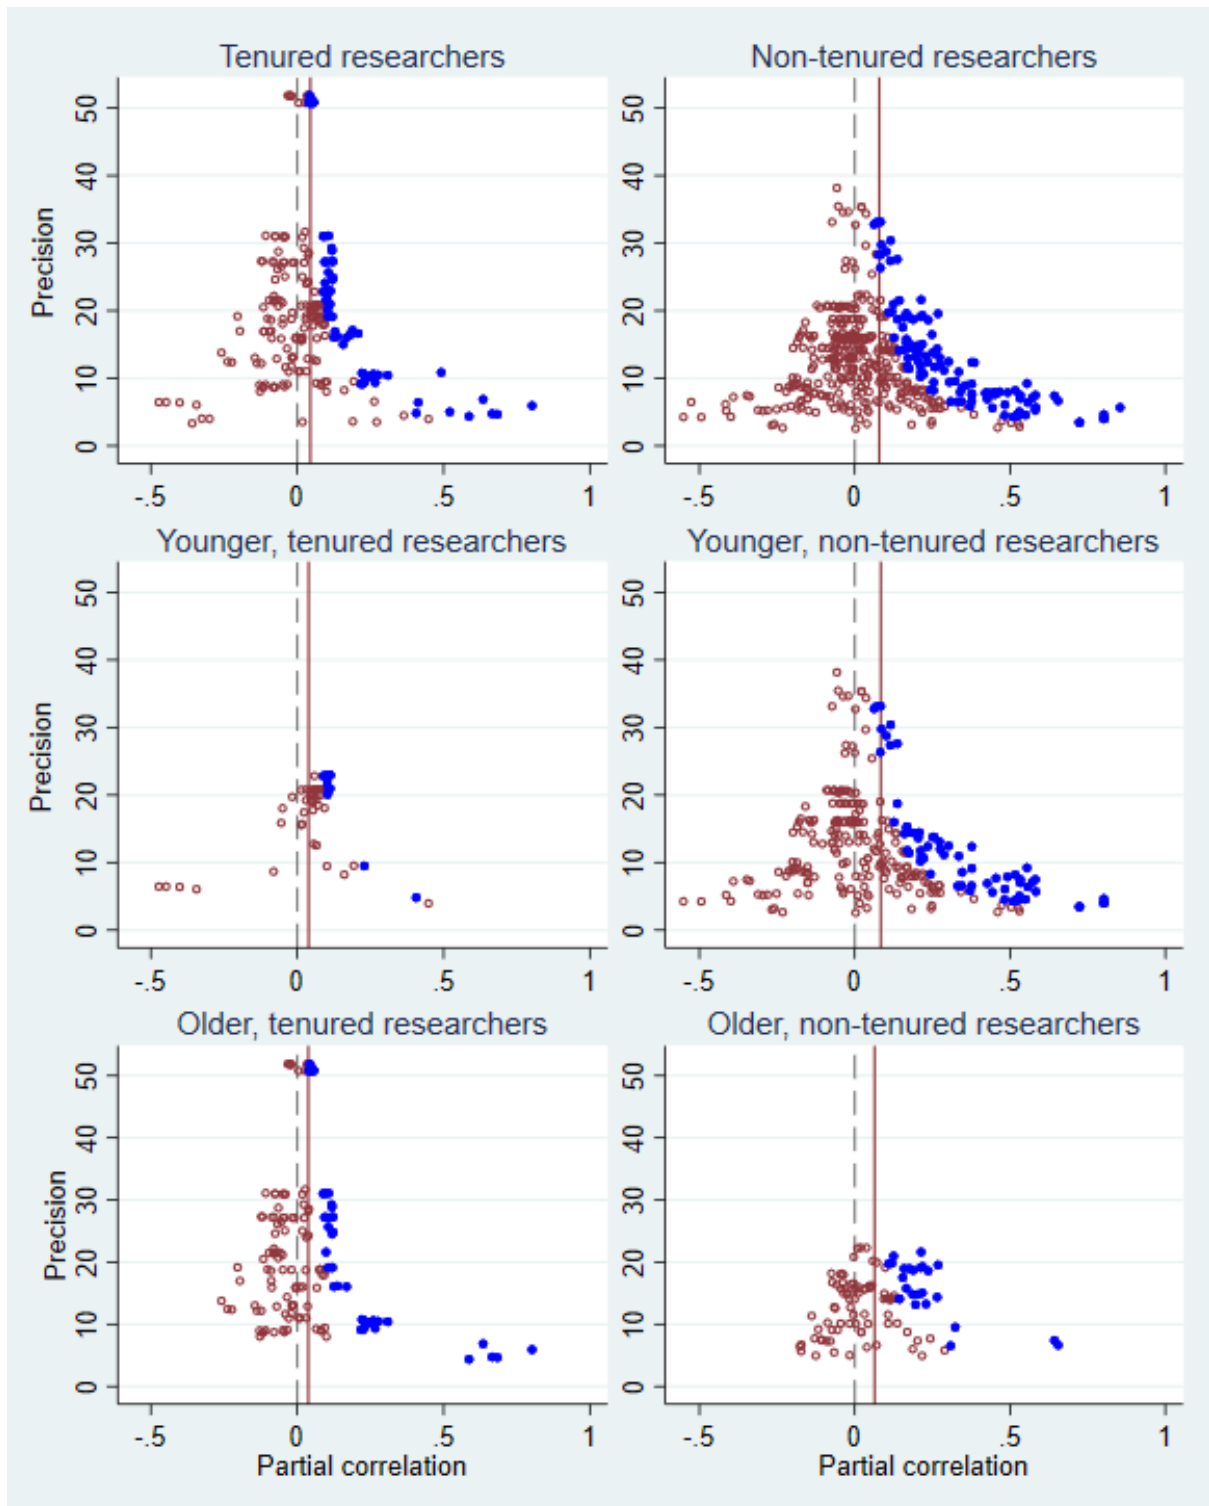 Tenured researchers
Non-tenured researchers
Precision
50
40
30
20
10
0
50
40
30
20
10
0
-.5 0 .5 1
-.5 0 .5 1
Younger, tenured researchers
Younger, non-tenured researchers
Precision
50
40
30
20
10
0
50
40
30
20
10
0
-.5 0 .5 1
-.5 0 .5 1
Older, tenured researchers
Older, non-tenured researchers
Precision
50
40
30
20
10
0
50
40
30
20
10
0
-.5 0 .5 1
-.5 0 .5 1
Partial correlation
Partial correlation